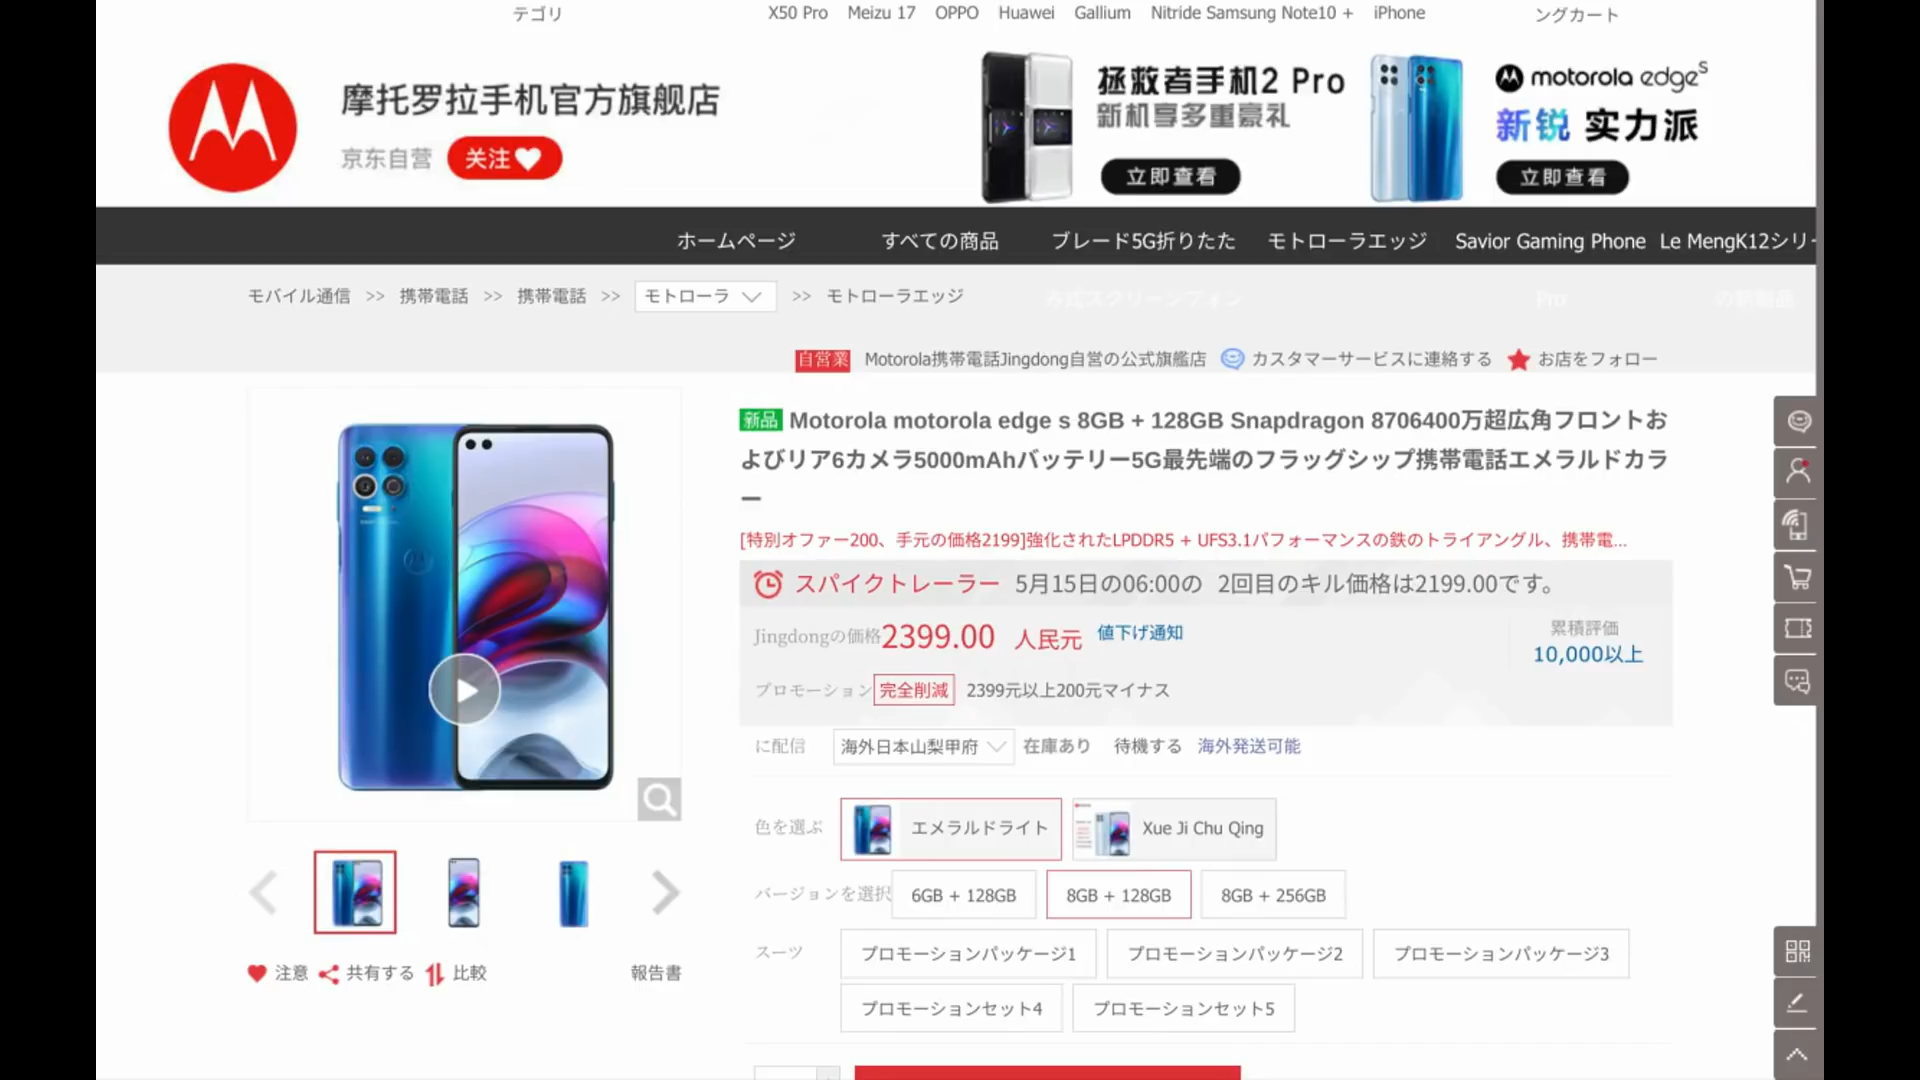 テゴリ
X50 Pro Meizu 17 OPPO Huawei Gallium Nitride Samsung Note10 + iPhone
ングカート
摩托罗拉手机官方旗舰店
京东自营 关注
拯救者手机2 Pro
新机享多重豪礼
立即查看
motorola edge s
新锐 实力派
立即查看
ホームページ すべての商品 ブレード5G折りたた モトローラエッジ Savior Gaming Phone Le MengK12シリー
み式スクリーンフォン Pro の新製品
モバイル通信 >> 携帯電話 >> 携帯電話 >> モトローラ >> モトローラエッジ
自営業 Motorola携帯電話Jingdong自営の公式旗艦店 カスタマーサービスに連絡する お店をフォロー
新品 Motorola motorola edge s 8GB + 128GB Snapdragon 8706400万超広角フロントお
よびリア6カメラ5000mAhバッテリー5G最先端のフラッグシップ携帯電話エメラルドカラ
ー
[特別オファー200、手元の価格2199]強化されたLPDDR5 + UFS3.1パフォーマンスの鉄のトライアングル、携帯電...
スパイクトレーラー 5月15日の06:00の 2回目のキル価格は2199.00です。
Jingdongの価格2399.00 人民元 値下げ通知
累積評価
10,000以上
プロモーション 完全削減 2399元以上200元マイナス
に配信 海外日本山梨甲府 在庫あり 待機する 海外発送可能
色を選ぶ エメラルドライト Xue Ji Chu Qing
バージョンを選択 6GB + 128GB 8GB + 128GB 8GB + 256GB
スーツ プロモーションパッケージ1 プロモーションパッケージ2 プロモーションパッケージ3
プロモーションセット4 プロモーションセット5
注意 共有する 比較 報告書